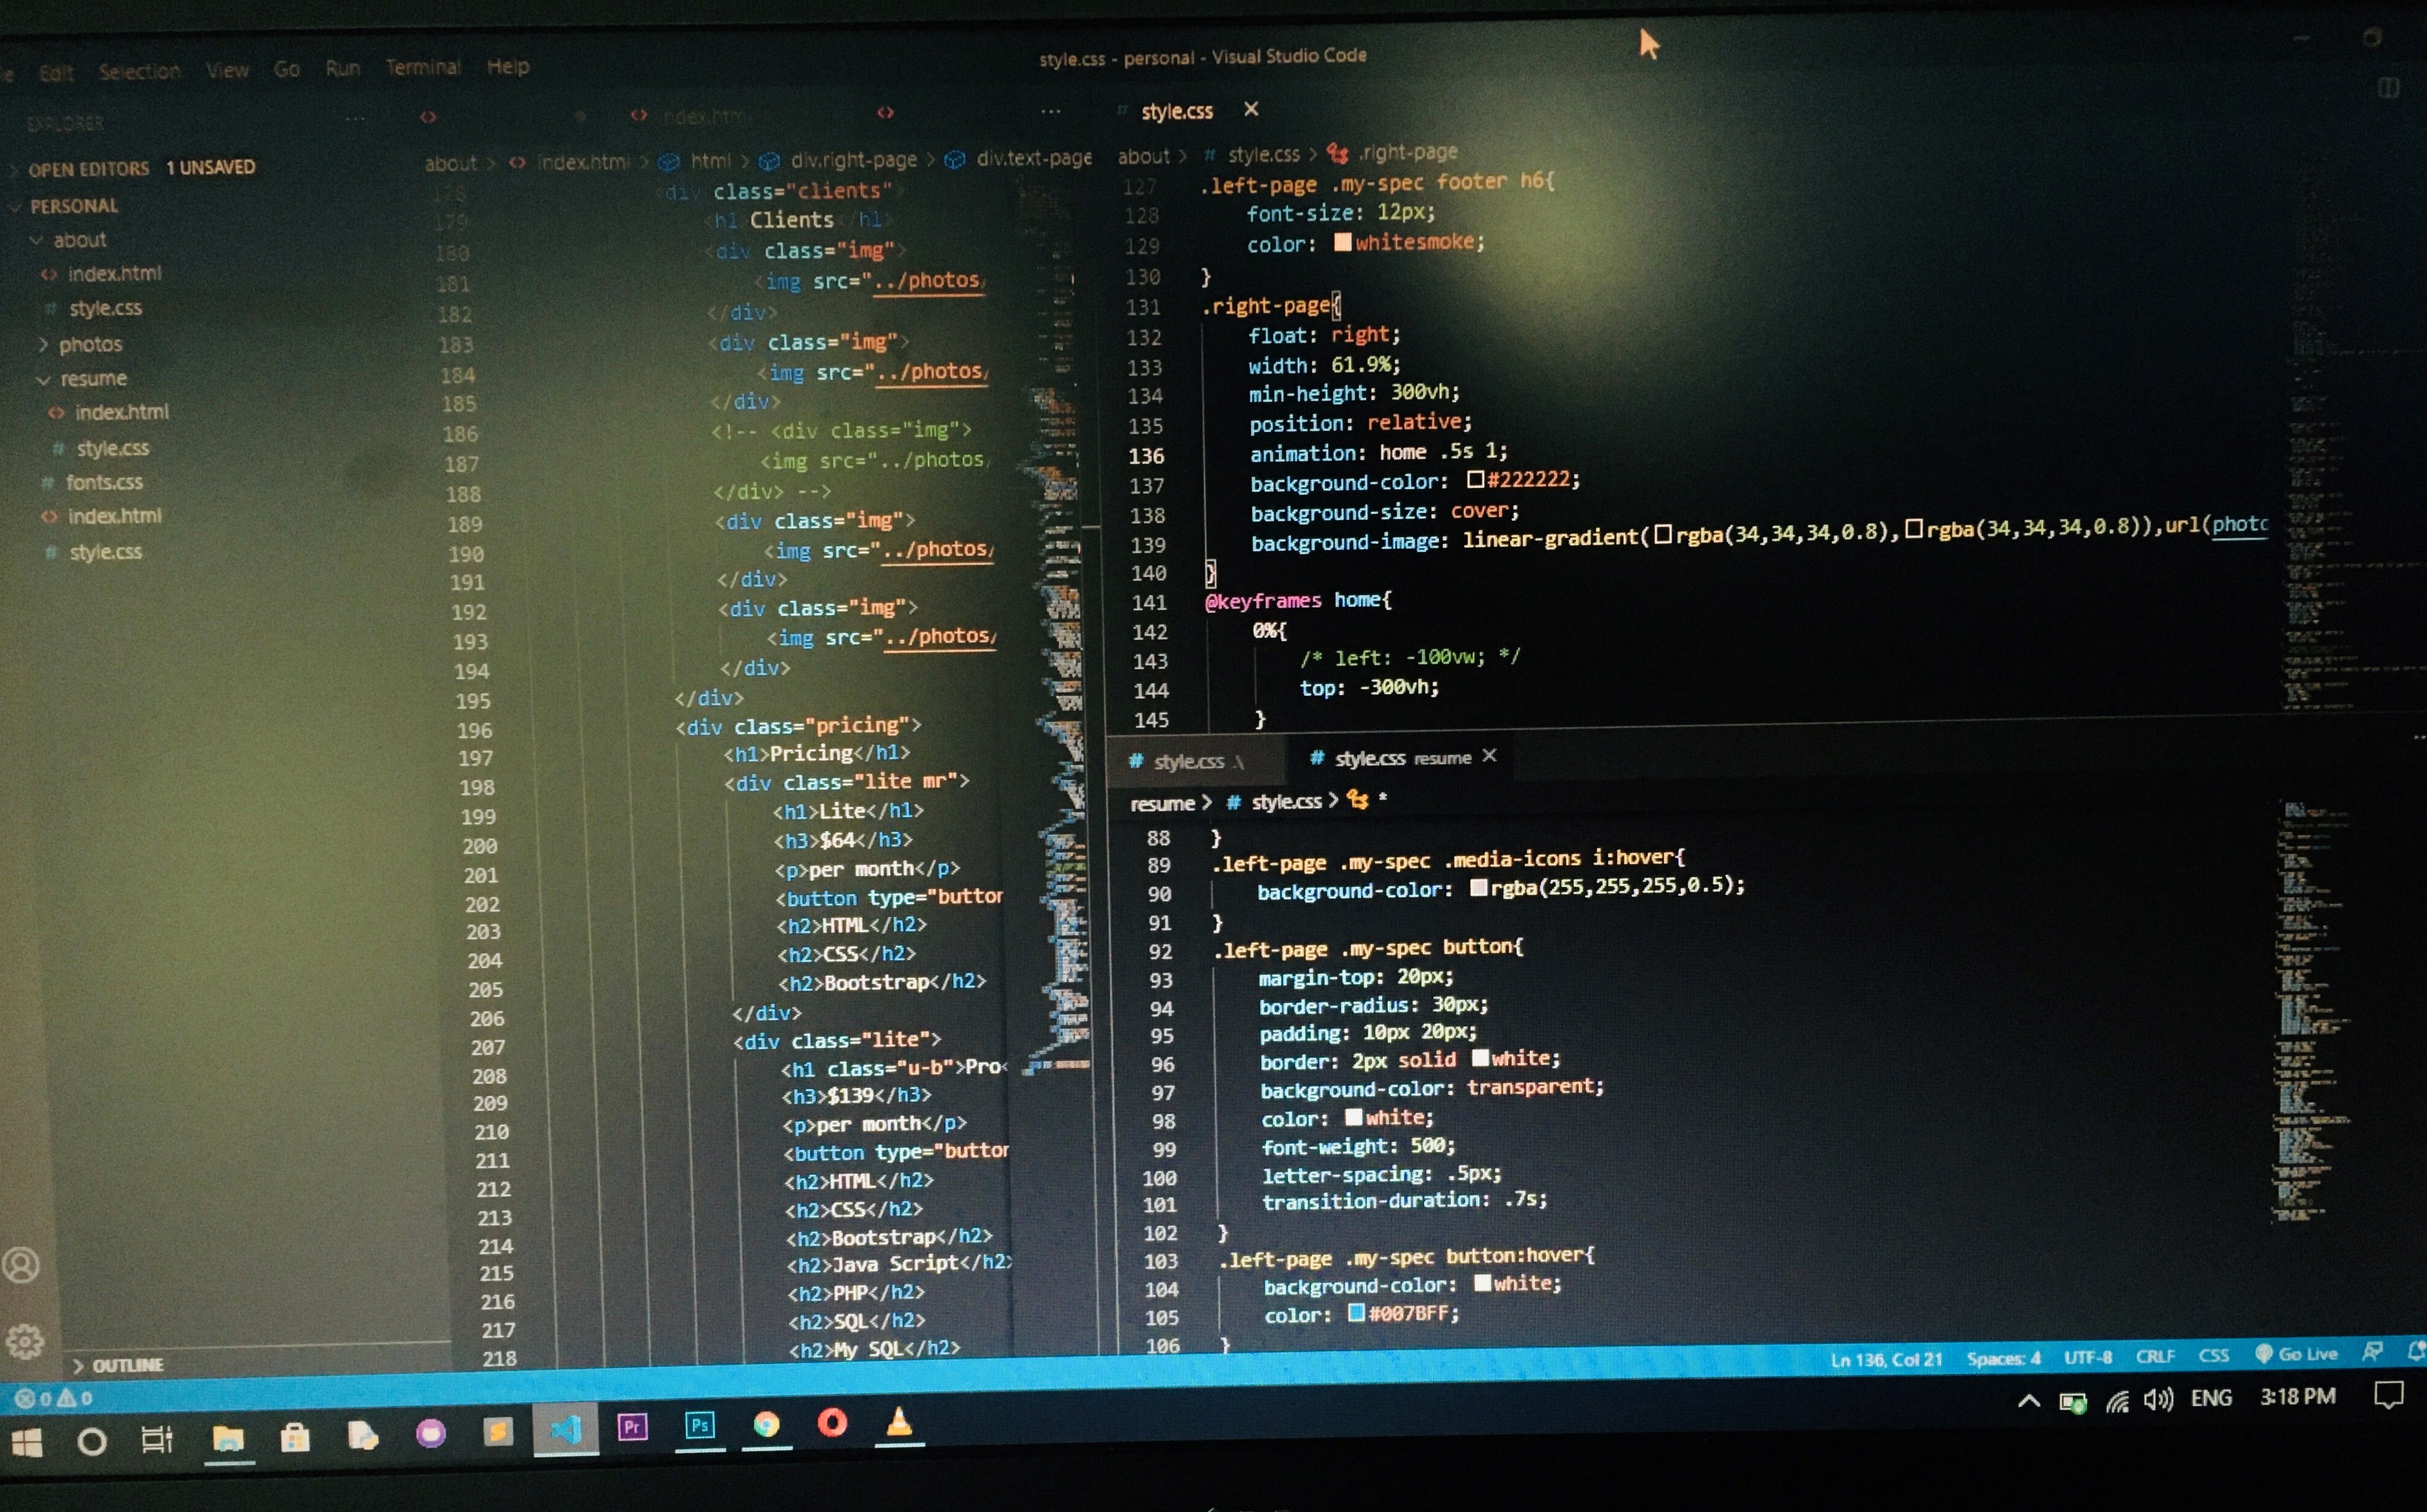 Edit Selection View Go Run Terminal Help
style.css - personal - Visual Studio Code
EXPLORER
OPEN EDITORS 1 UNSAVED
PERSONAL
about
index.html
style.css
photos
resume
index.html
style.css
fonts.css
index.html
style.css
OUTLINE
index.html
about > index.html > html > div.right-page > div.text-page
178 <div class="clients">
179 <h1 Clients</h1>
180 <div class="img">
181 <img src="../photos/
182 </div>
183 <div class="img">
184 <img src="../photos/
185 </div>
186 <!-- <div class="img">
187 <img src="../photos/
188 </div> -->
189 <div class="img">
190 <img src="../photos/
191 </div>
192 <div class="img">
193 <img src="../photos/
194 </div>
195 </div>
196 <div class="pricing">
197 <h1>Pricing</h1>
198 <div class="lite mr">
199 <h1>Lite</h1>
200 <h3>$64</h3>
201 <p>per month</p>
202 <button type="button
203 <h2>HTML</h2>
204 <h2>CSS</h2>
205 <h2>Bootstrap</h2>
206 </div>
207 <div class="lite">
208 <h1 class="u-b">Pro<
209 <h3>$139</h3>
210 <p>per month</p>
211 <button type="button
212 <h2>HTML</h2>
213 <h2>CSS</h2>
214 <h2>Bootstrap</h2>
215 <h2>Java Script</h2>
216 <h2>PHP</h2>
217 <h2>SQL</h2>
218 <h2>My SQL</h2>
# style.css ×
about > # style.css > .right-page
127 .left-page .my-spec footer h6{
128 font-size: 12px;
129 color: whitesmoke;
130 }
131 .right-page{
132 float: right;
133 width: 61.9%;
134 min-height: 300vh;
135 position: relative;
136 animation: home .5s 1;
137 background-color: #222222;
138 background-size: cover;
139 background-image: linear-gradient(rgba(34,34,34,0.8),rgba(34,34,34,0.8)),url(photo
140 }
141 @keyframes home{
142 0%{
143 /* left: -100vw; */
144 top: -300vh;
145 }
# style.css .\ # style.css resume ×
resume > # style.css > *
88 }
89 .left-page .my-spec .media-icons i:hover{
90 background-color: rgba(255,255,255,0.5);
91 }
92 .left-page .my-spec button{
93 margin-top: 20px;
94 border-radius: 30px;
95 padding: 10px 20px;
96 border: 2px solid white;
97 background-color: transparent;
98 color: white;
99 font-weight: 500;
100 letter-spacing: .5px;
101 transition-duration: .7s;
102 }
103 .left-page .my-spec button:hover{
104 background-color: white;
105 color: #007BFF;
106 }
0 0 Ln 136, Col 21 Spaces: 4 UTF-8 CRLF CSS Go Live
Pr Ps ENG 3:18 PM